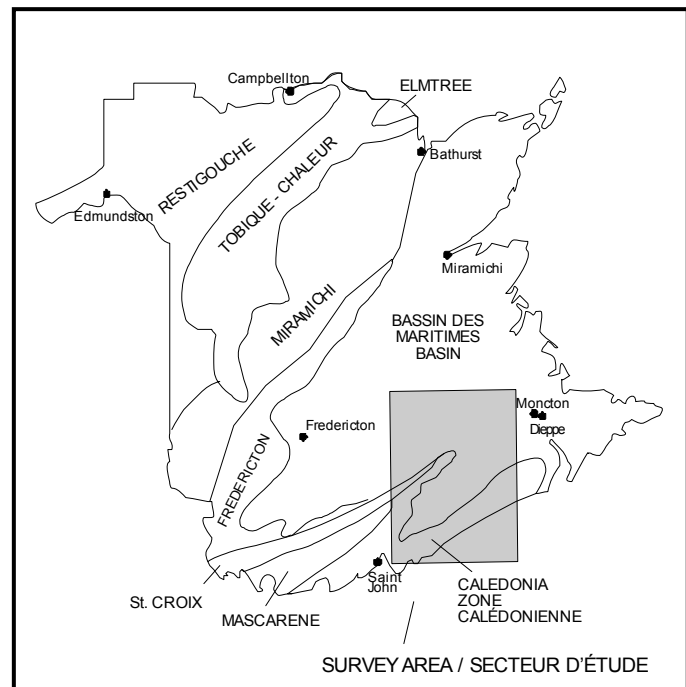 Campbellton
ELMTREE
RESTIGOUCHE
TOBIQUE - CHALEUR
Bathurst
Edmundston
Miramichi
MIRAMICHI
BASSIN DES
MARITIMES
BASIN
Moncton
Dieppe
Fredericton
FREDERICTON
Saint
John
St. CROIX
MASCARENE
CALEDONIA
ZONE
CALÉDONIENNE
SURVEY AREA / SECTEUR D'ÉTUDE